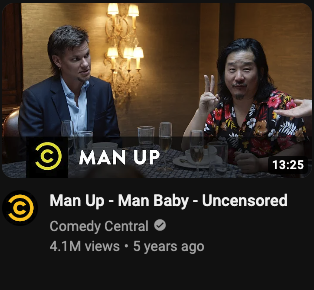 MAN UP
13:25
Man Up - Man Baby - Uncensored
Comedy Central
4.1M views • 5 years ago